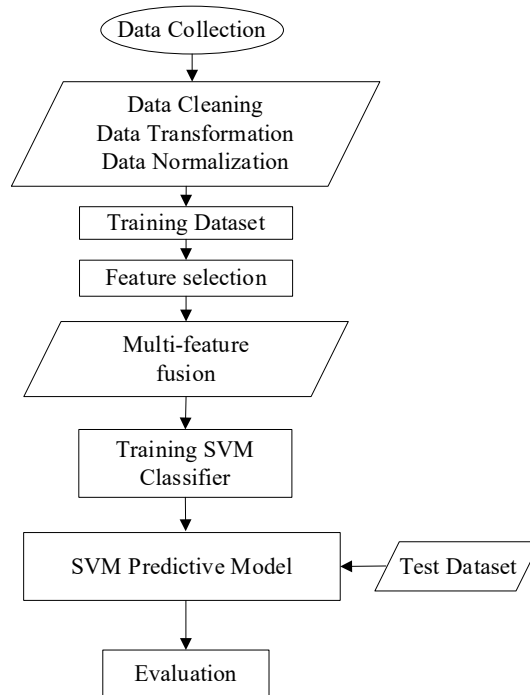 Data Collection
Data Cleaning
Data Transformation
Data Normalization
Training Dataset
Feature selection
Multi-feature
fusion
Training SVM
Classifier
SVM Predictive Model
Test Dataset
Evaluation